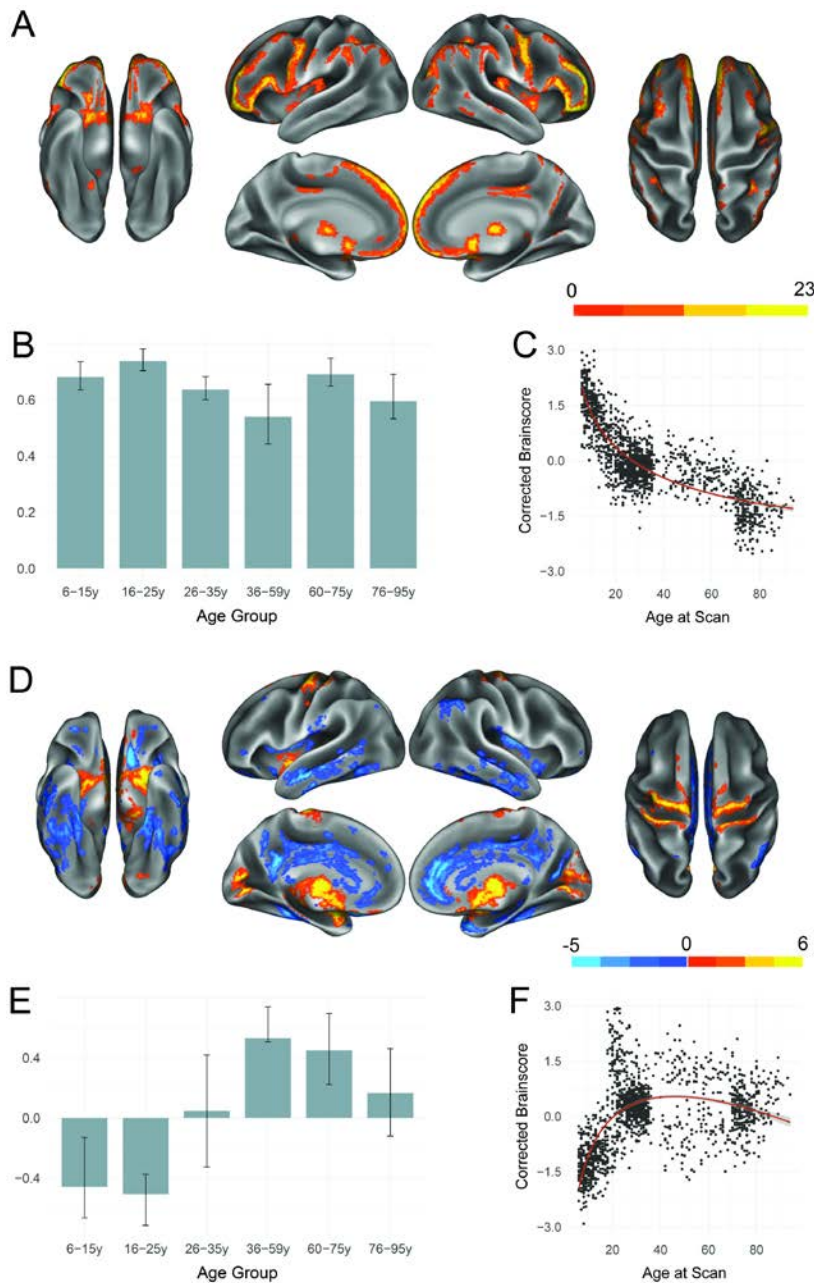 A
0 23
B
0.6
0.4
0.2
0.0
6−15y 16−25y 26−35y 36−59y 60−75y 76−95y
Age Group
C
Corrected Brainscore
3.0
1.5
0.0
−1.5
−3.0
20 40 60 80
Age at Scan
D
-5 0 6
E
0.4
0.0
−0.4
6−15y 16−25y 26−35y 36−59y 60−75y 76−95y
Age Group
F
Corrected Brainscore
3.0
1.5
0.0
−1.5
−3.0
20 40 60 80
Age at Scan